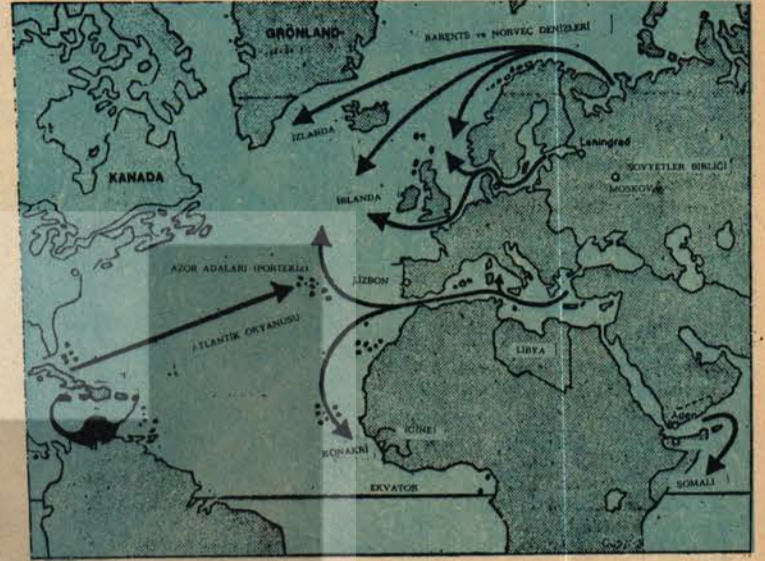 GRÖNLAND
BARENTS ve NORVEÇ DENİZLERİ
İZLANDA
Leningrad
KANADA
SOVYETLER BİRLİĞİ
MOSKOVA
İRLANDA
AZOR ADALARI (PORTEKİZ)
LİZBON
ATLANTİK OKYANUSU
LİBYA
Aden
(GİNE)
KONAKRİ
EKVATOR
SOMALİ